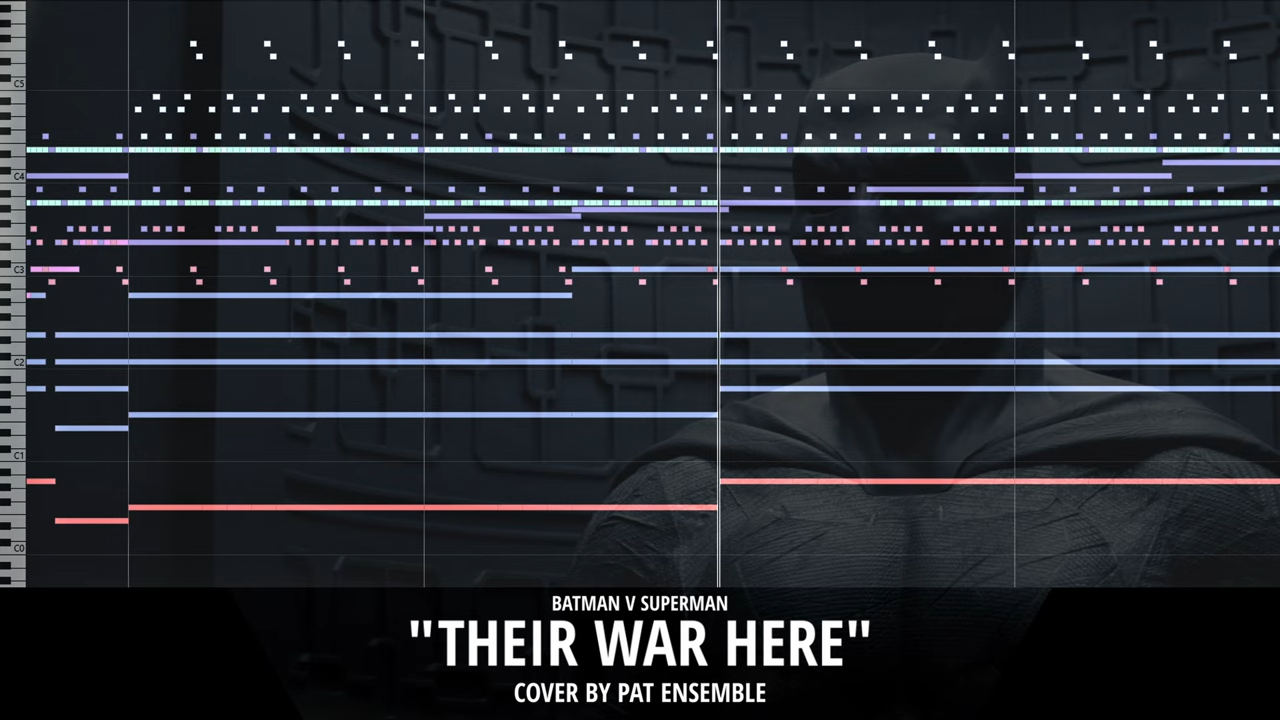 C5
C4
C3
C2
C1
C0
BATMAN V SUPERMAN
"THEIR WAR HERE"
COVER BY PAT ENSEMBLE